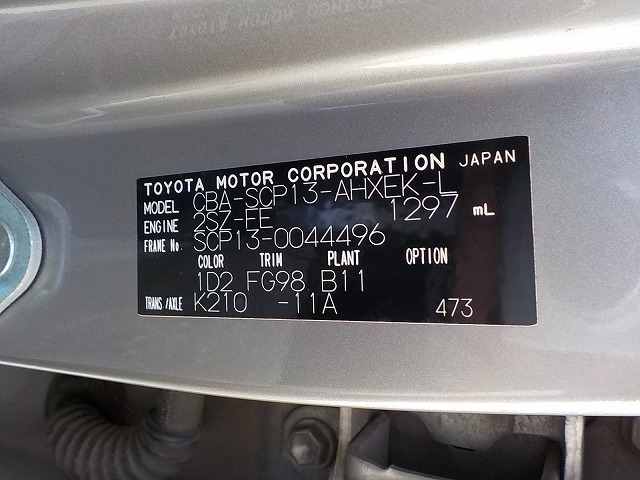 TOYOTA MOTOR CORPORATION JAPAN
MODEL CBA-SCP13-AHXEK-L
ENGINE 2SZ-FE 1297 mL
FRAME No. SCP13-0044496
COLOR TRIM PLANT OPTION
1D2 FG98 B11
TRANS/AXLE K210 -11A 473